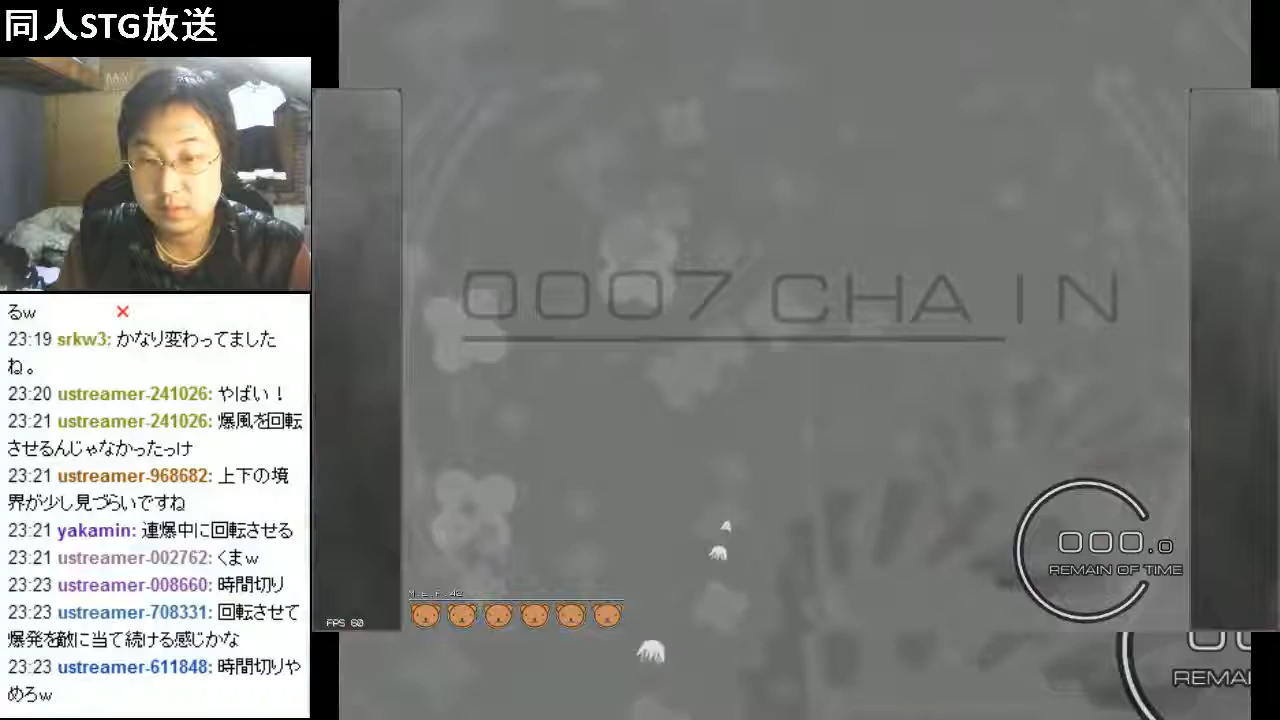 同人STG放送
るw
23:19 srkw3: かなり変わってました
ね。
23:20 ustreamer-241026: やばい！
23:21 ustreamer-241026: 爆風を回転
させるんじゃなかったっけ
23:21 ustreamer-968682: 上下の境
界が少し見づらいですね
23:21 yakamin: 連爆中に回転させる
23:21 ustreamer-002762: くまw
23:23 ustreamer-008660: 時間切り
23:23 ustreamer-708331: 回転させて
爆発を敵に当て続ける感じかな
23:23 ustreamer-611848: 時間切りや
めろw
0007 CHAIN
000.0
REMAIN OF TIME
FPS 60
REMAI